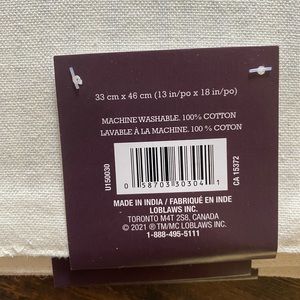 33 cm x 46 cm (13 in/po x 18 in/po)
MACHINE WASHABLE. 100% COTTON
LAVABLE À LA MACHINE. 100 % COTON
U150030
0 58703 30304 1
CA 15372
MADE IN INDIA / FABRIQUÉ EN INDE
LOBLAWS INC.
TORONTO M4T 2S8, CANADA
© 2021 ®/TM/MC LOBLAWS INC.
1-888-495-5111